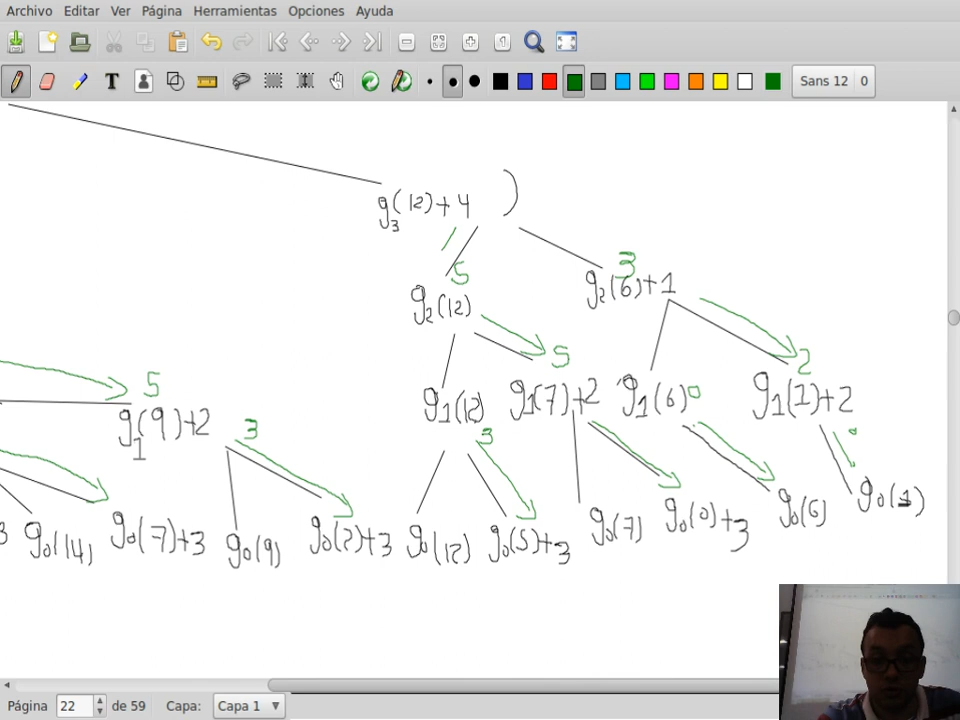 Archivo Editar Ver Página Herramientas Opciones Ayuda
Sans 12 0
g3(12)+4 )
5
3
g2(12)
g2(6)+1
5
5
2
g1(9)+2
g1(12)
g1(7)+2
g1(6) 0
g1(1)+2
3
3
0
3
g0(14)
g0(7)+3
g0(9)
g0(2)+3
g0(12)
g0(5)+3
g0(7)
g0(0)+3
g0(6)
g0(1)
Página 22 de 59 Capa: Capa 1